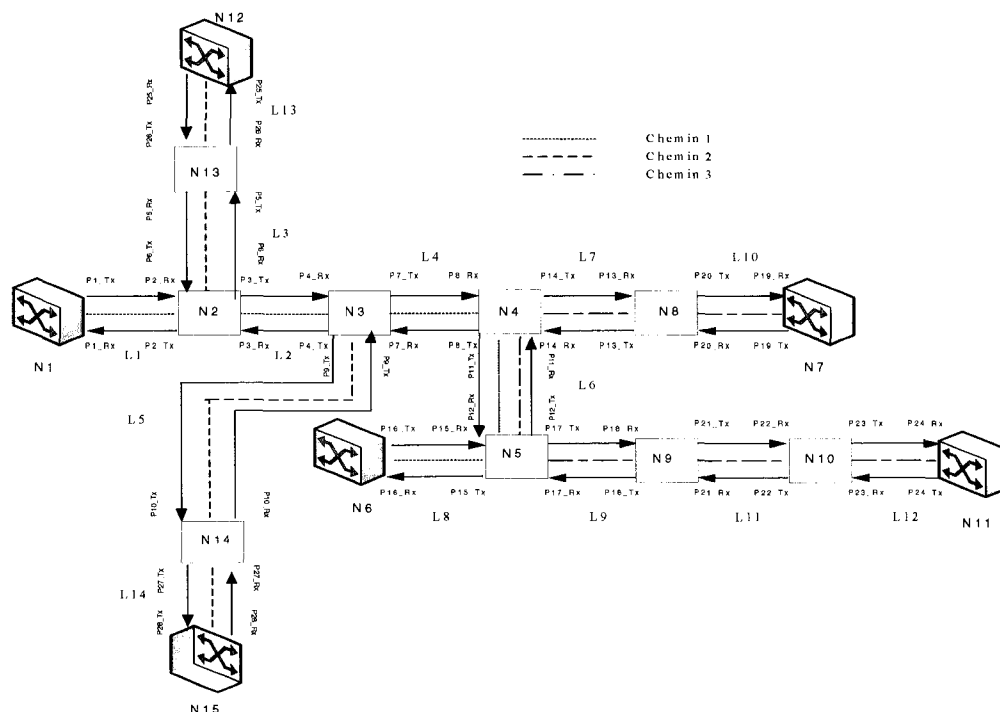 N12
P25_Rx
P25_Tx
L13
P26_Tx
P26_Rx
Chemin 1
Chemin 2
Chemin 3
N13
P5_Rx
P5_Tx
L3
P6_Tx
P6_Rx
L4
L7
L10
P1_Tx
P2_Rx
P3_Tx
P4_Rx
P7_Tx
P8_Rx
P14_Tx
P13_Rx
P20_Tx
P19_Rx
N2
N3
N4
N8
P1_Rx
P2_Tx
P3_Rx
P4_Tx
P7_Rx
P8_Tx
P14_Rx
P13_Tx
P20_Rx
P19_Tx
N1
L1
L2
N7
P9_Tx
P9_Tx
P11_Tx
P11_Rx
L6
P12_Rx
P12_Tx
L5
P16_Tx
P15_Rx
P17_Tx
P18_Rx
P21_Tx
P22_Rx
P23_Tx
P24_Rx
N5
N9
N10
P16_Rx
P15_Tx
P17_Rx
P18_Tx
P21_Rx
P22_Tx
P23_Rx
P24_Tx
N6
L8
L9
L11
L12
N11
P10_Tx
P10_Rx
N14
P27_Tx
P27_Rx
L14
P28_Tx
P28_Rx
N15